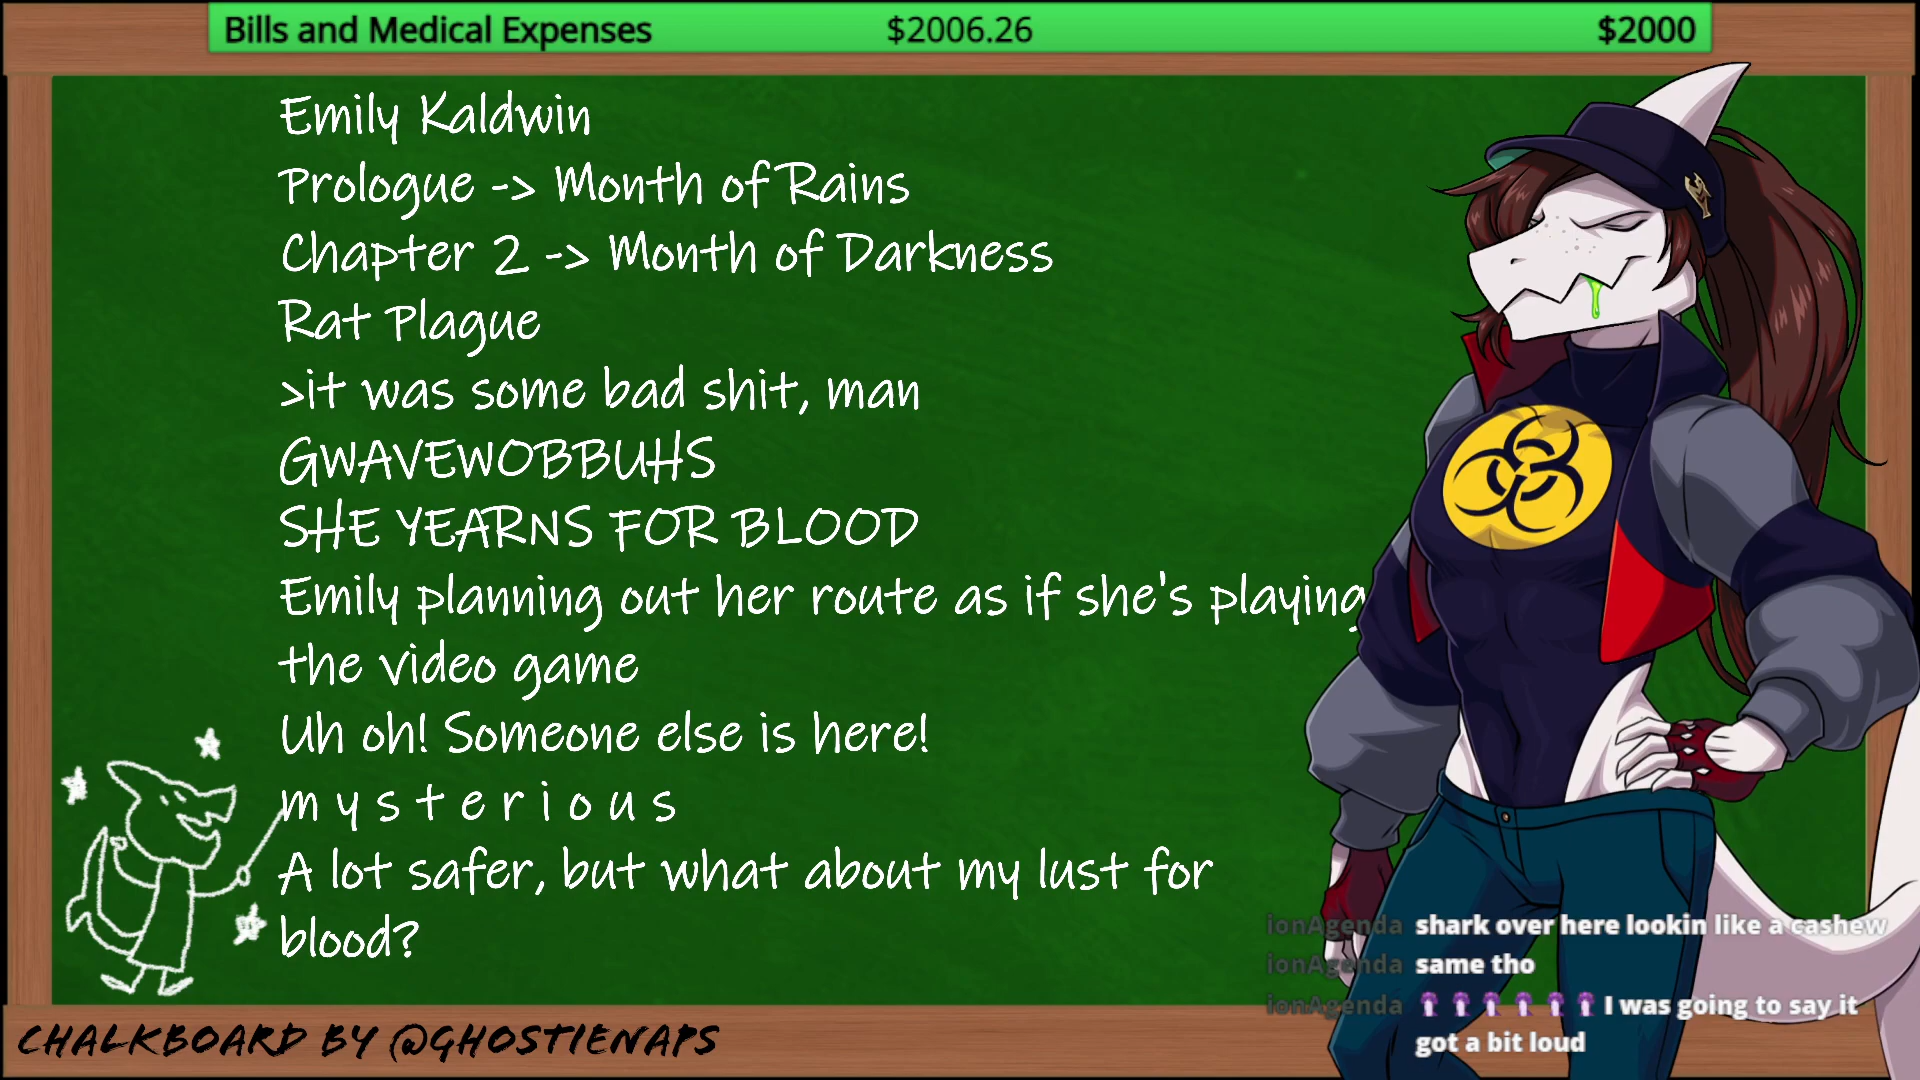 Bills and Medical Expenses $2006.26 $2000
Emily Kaldwin
Prologue -> Month of Rains
Chapter 2 -> Month of Darkness
Rat Plague
>it was some bad shit, man
GWAVEWOBBUHS
SHE YEARNS FOR BLOOD
Emily planning out her route as if she's playing
the video game
Uh oh! Someone else is here!
m y s t e r i o u s
A lot safer, but what about my lust for
blood?
ionAgenda shark over here lookin like a cashew
ionAgenda same tho
ionAgenda I was going to say it
got a bit loud
CHALKBOARD BY @GHOSTIENAPS